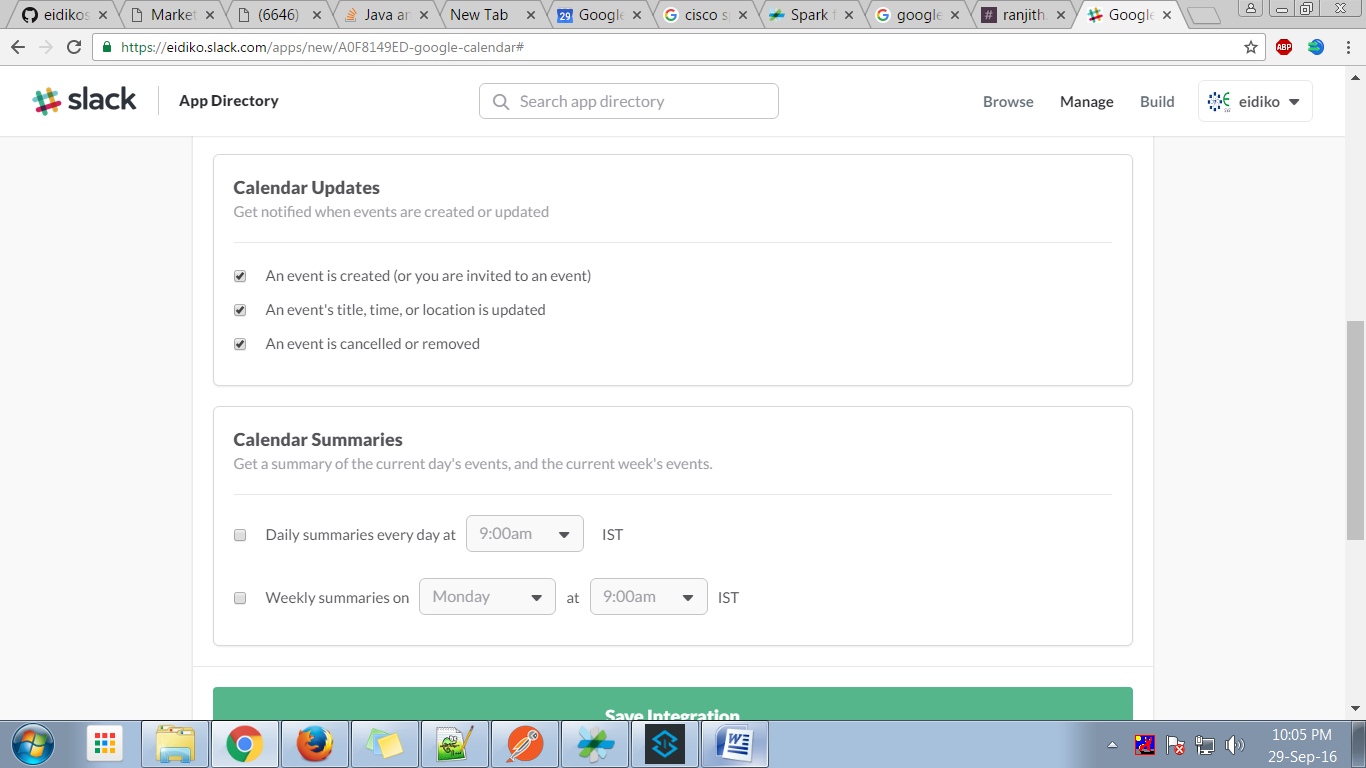 eidikos
Market
(6646)
Java ar
New Tab
29 Google
cisco s
Spark f
google
# ranjith.
Google
https://eidiko.slack.com/apps/new/A0F8149ED-google-calendar#
ABP
slack App Directory Search app directory Browse Manage Build eidiko
Calendar Updates
Get notified when events are created or updated
An event is created (or you are invited to an event)
An event's title, time, or location is updated
An event is cancelled or removed
Calendar Summaries
Get a summary of the current day's events, and the current week's events.
Daily summaries every day at 9:00am IST
Weekly summaries on Monday at 9:00am IST
Save Integration
10:05 PM
29-Sep-16